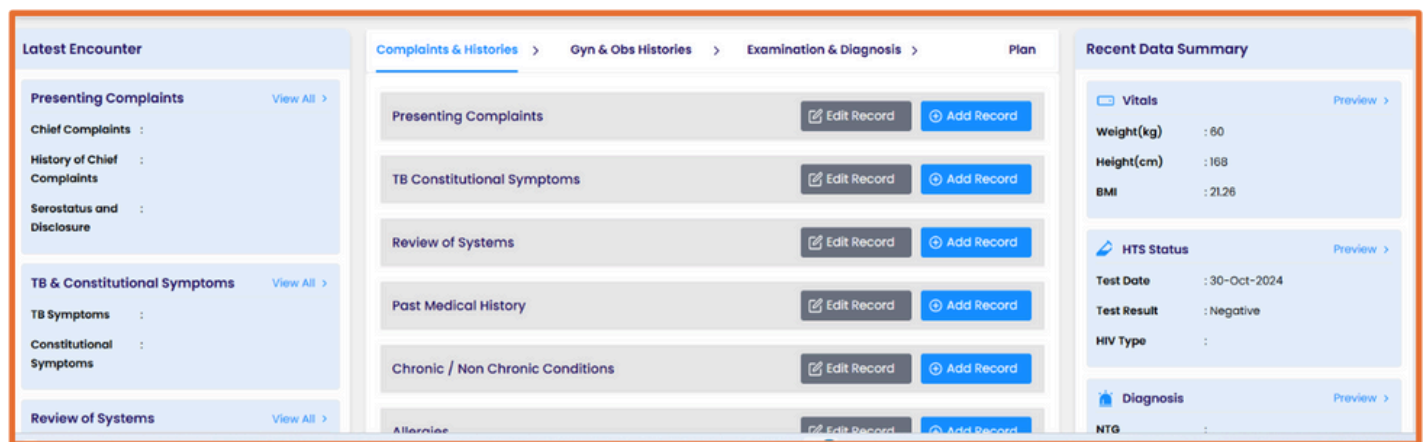 Latest Encounter
Presenting Complaints View All >
Chief Complaints :
History of Chief :
Complaints
Serostatus and :
Disclosure
TB & Constitutional Symptoms View All >
TB Symptoms :
Constitutional :
Symptoms
Review of Systems View All >
Complaints & Histories > Gyn & Obs Histories > Examination & Diagnosis > Plan
Presenting Complaints Edit Record Add Record
TB Constitutional Symptoms Edit Record Add Record
Review of Systems Edit Record Add Record
Past Medical History Edit Record Add Record
Chronic / Non Chronic Conditions Edit Record Add Record
Allergies Edit Record Add Record
Recent Data Summary
Vitals Preview >
Weight(kg) : 60
Height(cm) : 168
BMI : 21.26
HTS Status Preview >
Test Date : 30-Oct-2024
Test Result : Negative
HIV Type :
Diagnosis Preview >
NTG :